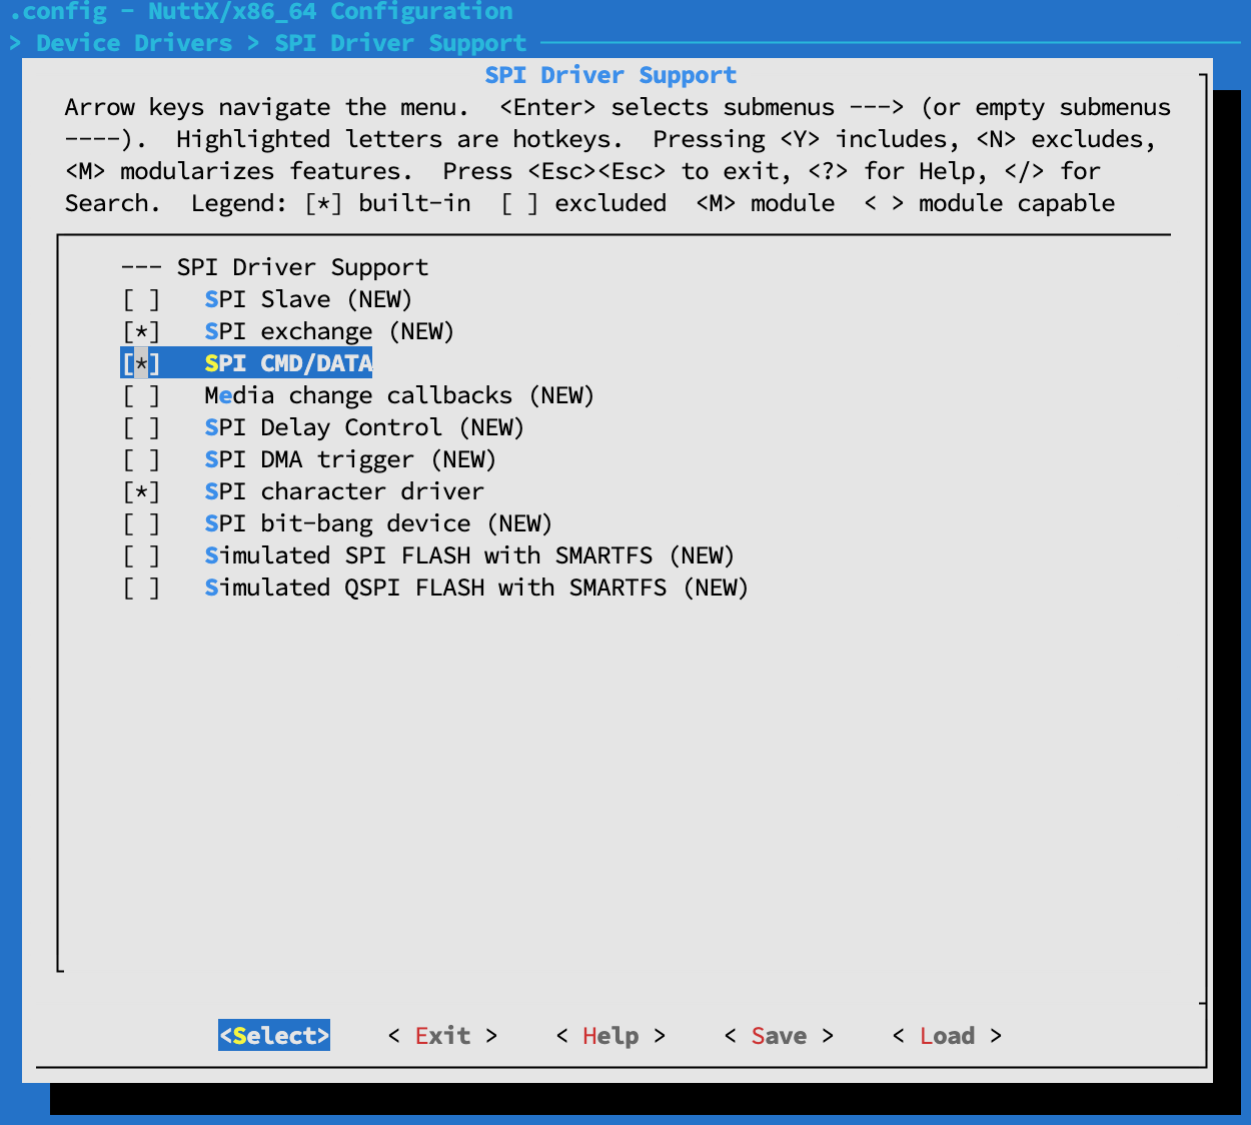 .config - NuttX/x86_64 Configuration
> Device Drivers > SPI Driver Support
SPI Driver Support
Arrow keys navigate the menu.  <Enter> selects submenus ---> (or empty submenus
----).  Highlighted letters are hotkeys.  Pressing <Y> includes, <N> excludes,
<M> modularizes features.  Press <Esc><Esc> to exit, <?> for Help, </> for
Search.  Legend: [*] built-in  [ ] excluded  <M> module  < > module capable
--- SPI Driver Support
[ ]   SPI Slave (NEW)
[*]   SPI exchange (NEW)
[*]   SPI CMD/DATA
[ ]   Media change callbacks (NEW)
[ ]   SPI Delay Control (NEW)
[ ]   SPI DMA trigger (NEW)
[*]   SPI character driver
[ ]   SPI bit-bang device (NEW)
[ ]   Simulated SPI FLASH with SMARTFS (NEW)
[ ]   Simulated QSPI FLASH with SMARTFS (NEW)
<Select>    < Exit >    < Help >    < Save >    < Load >